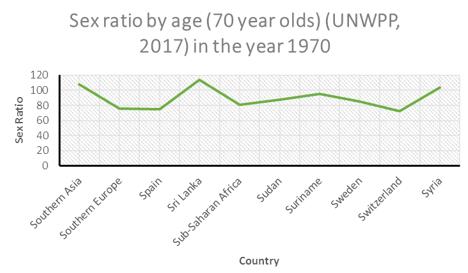 Sex ratio by age (70 year olds) (UNWPP,
2017) in the year 1970
120
100
80
60
40
20
0
Sex Ratio
Southern Asia
Southern Europe
Spain
Sri Lanka
Sub-Saharan Africa
Sudan
Suriname
Sweden
Switzerland
Syria
Country